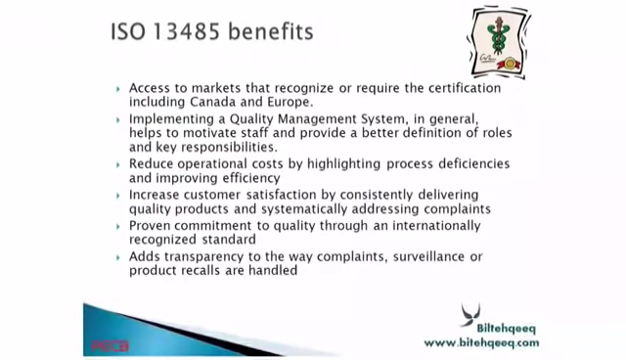 ISO 13485 benefits
Access to markets that recognize or require the certification
including Canada and Europe.
Implementing a Quality Management System, in general,
helps to motivate staff and provide a better definition of roles
and key responsibilities.
Reduce operational costs by highlighting process deficiencies
and improving efficiency
Increase customer satisfaction by consistently delivering
quality products and systematically addressing complaints
Proven commitment to quality through an internationally
recognized standard
Adds transparency to the way complaints, surveillance or
product recalls are handled
Biltehqeeq
www.bitehqeeq.com